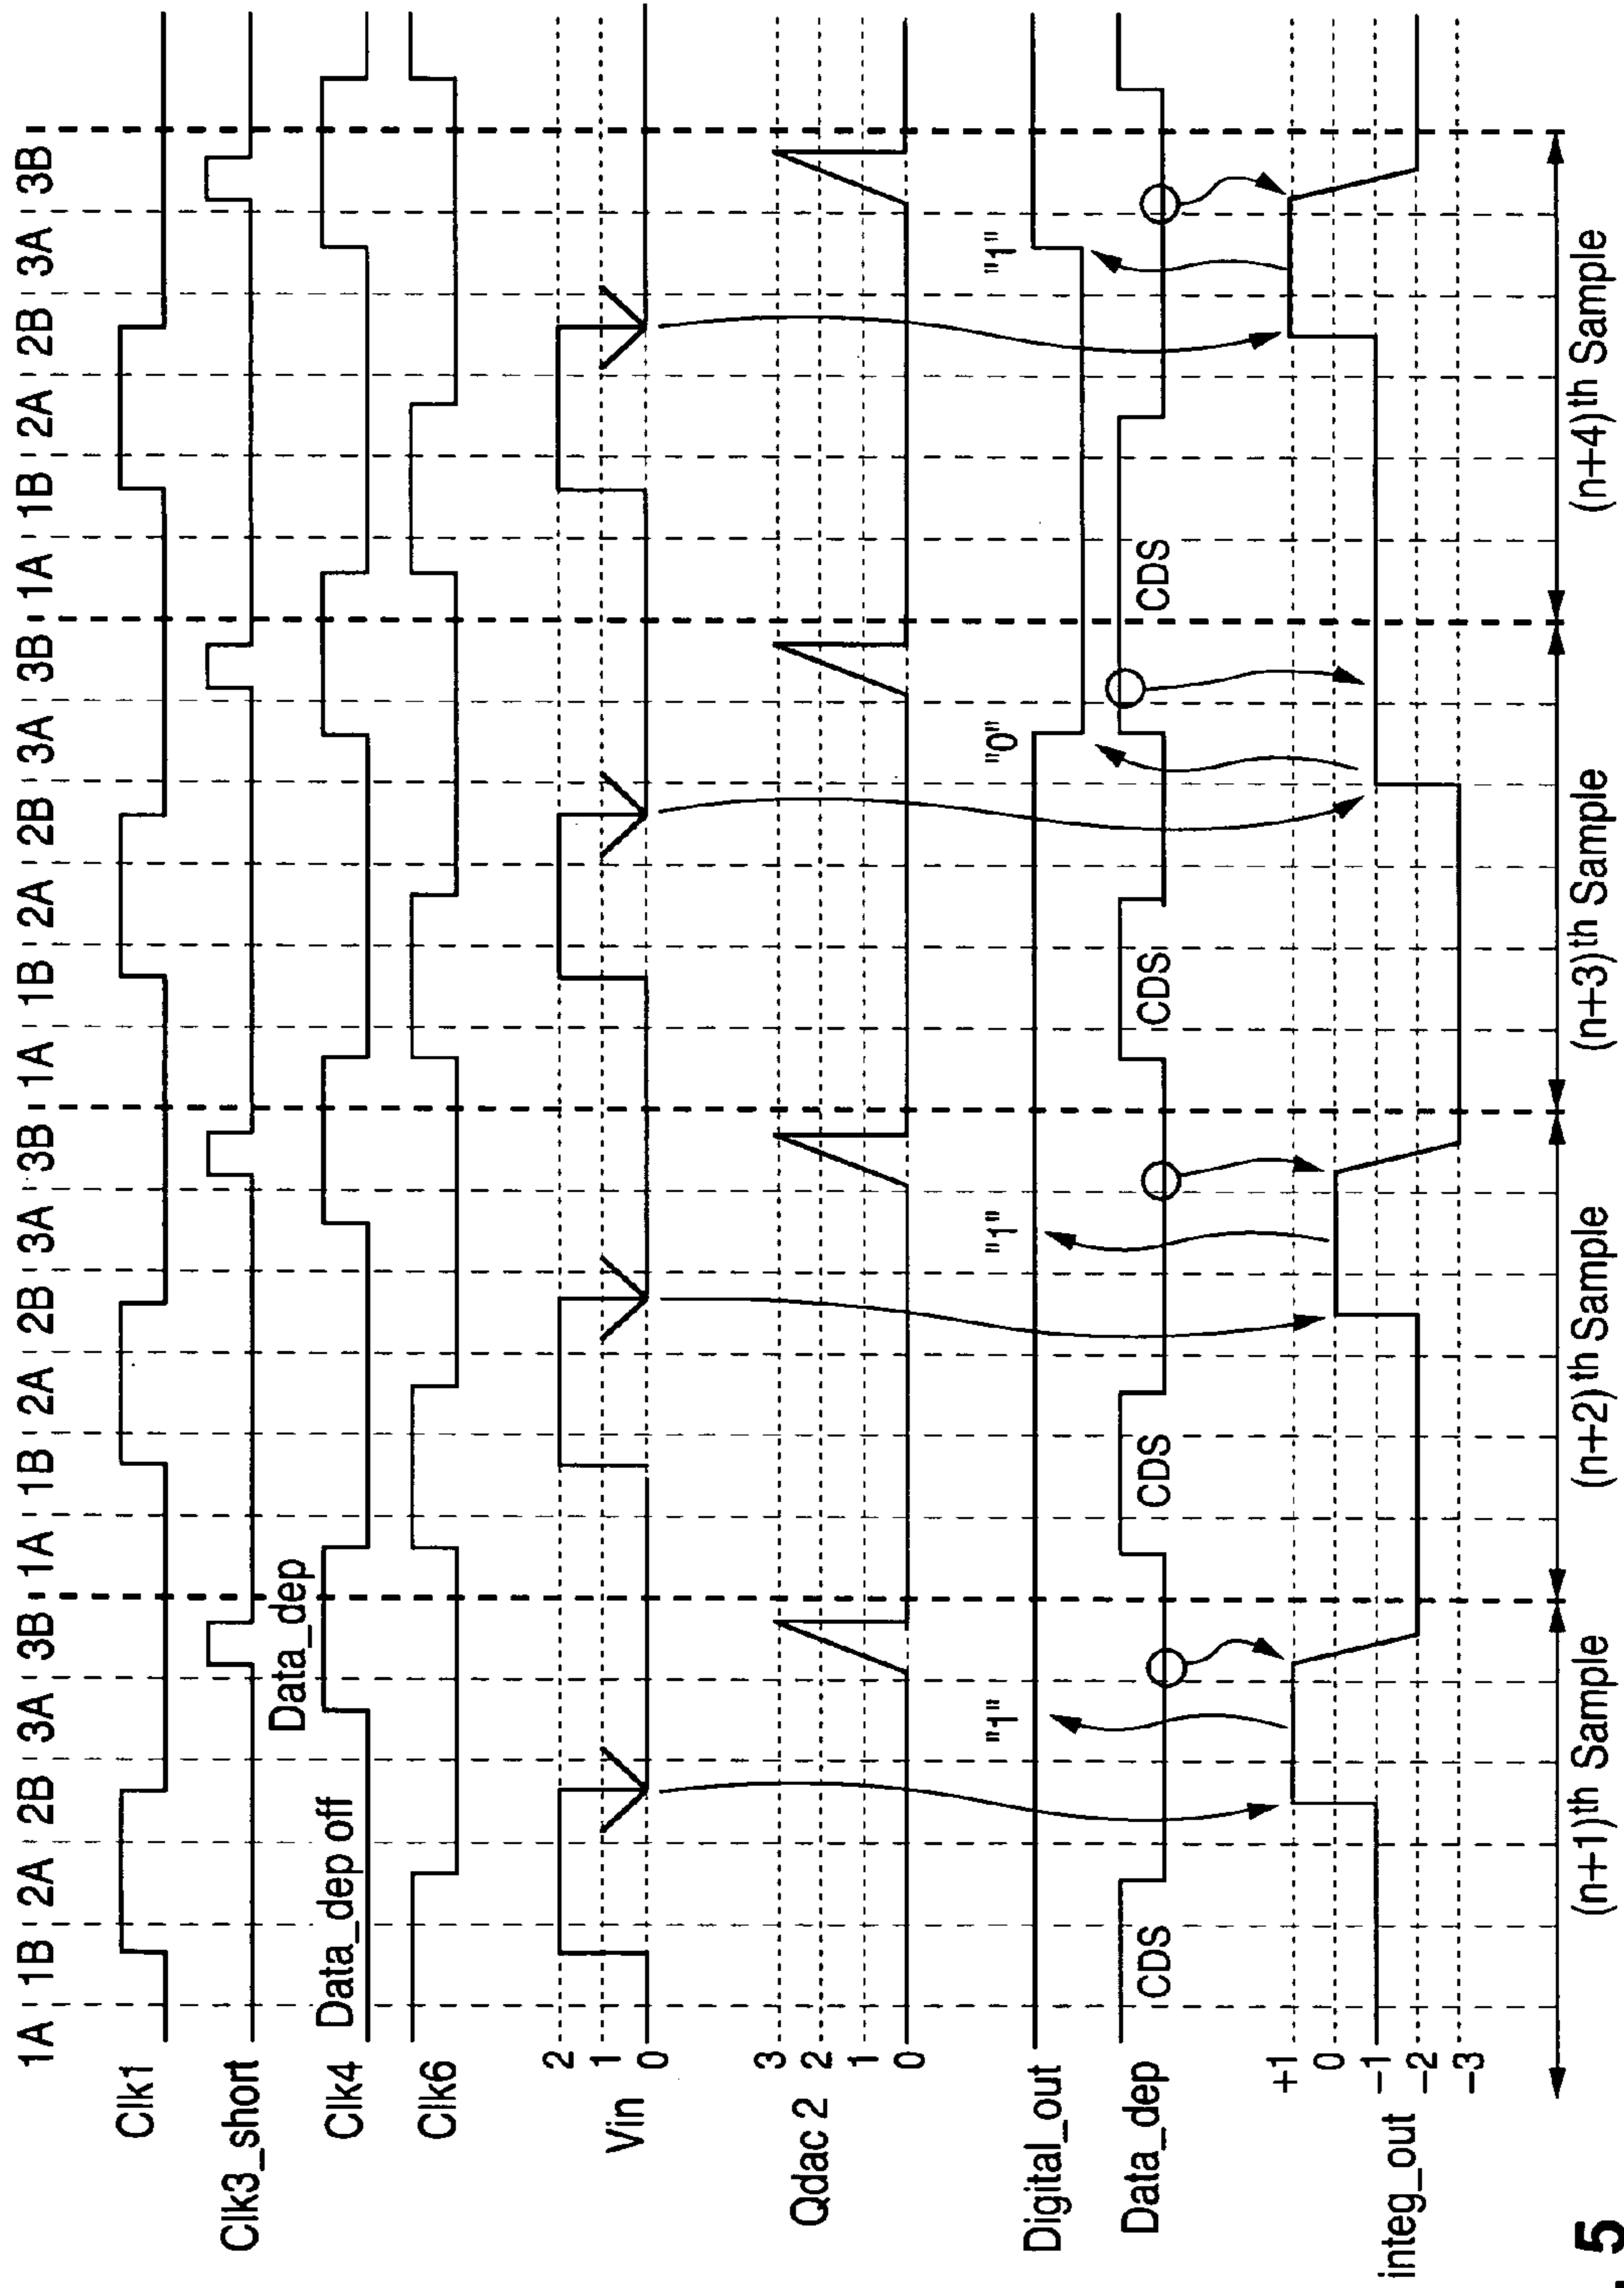 1A 1B 2A 2B 3A 3B 1A 1B 2A 2B 3A 3B 1A 1B 2A 2B 3A 3B 1A 1B 2A 2B 3A 3B
Clk1
Clk3_short
Data_dep off
Data_dep
Clk4
Clk6
2
1
0
Vin
3
2
1
0
Qdac 2
"1" "1" "0" "1"
Digital_out
Data_dep
CDS CDS CDS CDS
+1
0
-1
-2
-3
integ_out
(n+1)th Sample (n+2)th Sample (n+3)th Sample (n+4)th Sample
. 5